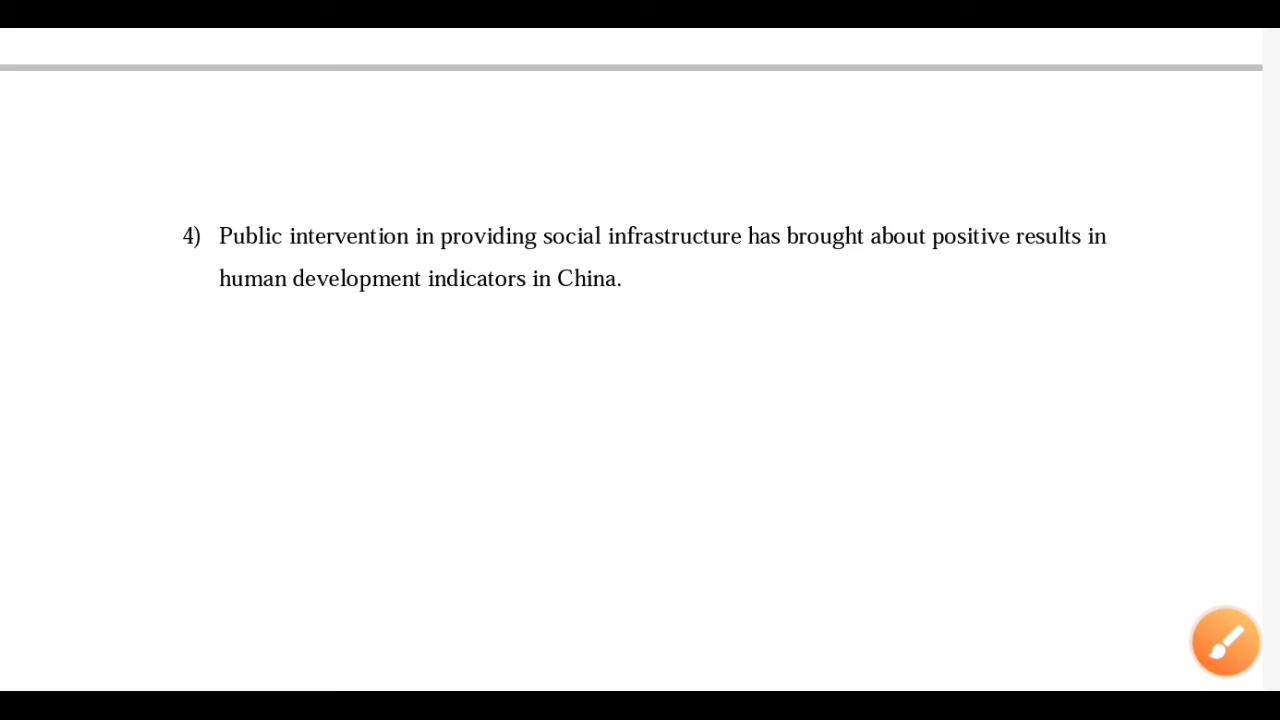 4) Public intervention in providing social infrastructure has brought about positive results in
human development indicators in China.